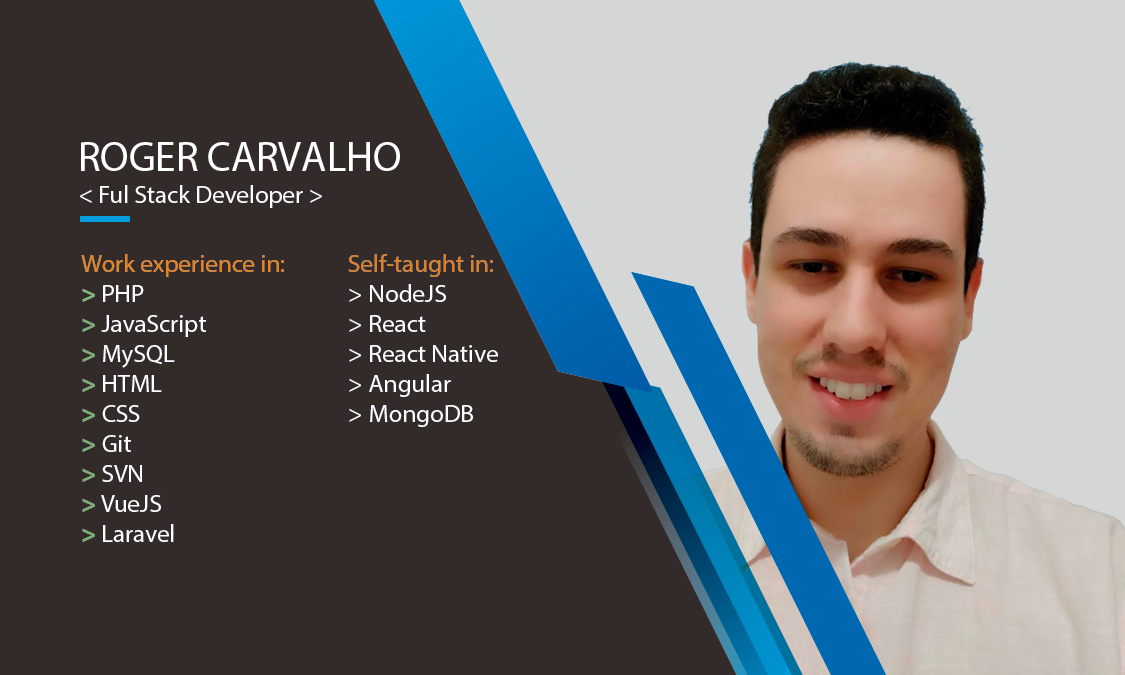 ROGER CARVALHO
< Ful Stack Developer >
Work experience in:
> PHP
> JavaScript
> MySQL
> HTML
> CSS
> Git
> SVN
> VueJS
> Laravel
Self-taught in:
> NodeJS
> React
> React Native
> Angular
> MongoDB